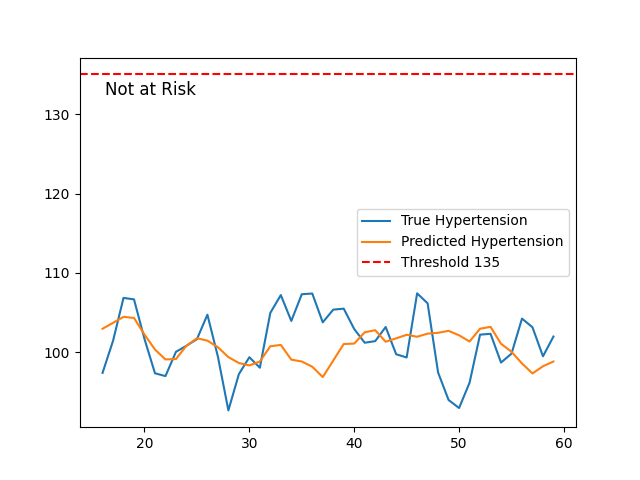 Not at Risk
130
120
110
100
True Hypertension
Predicted Hypertension
Threshold 135
20
30
40
50
60